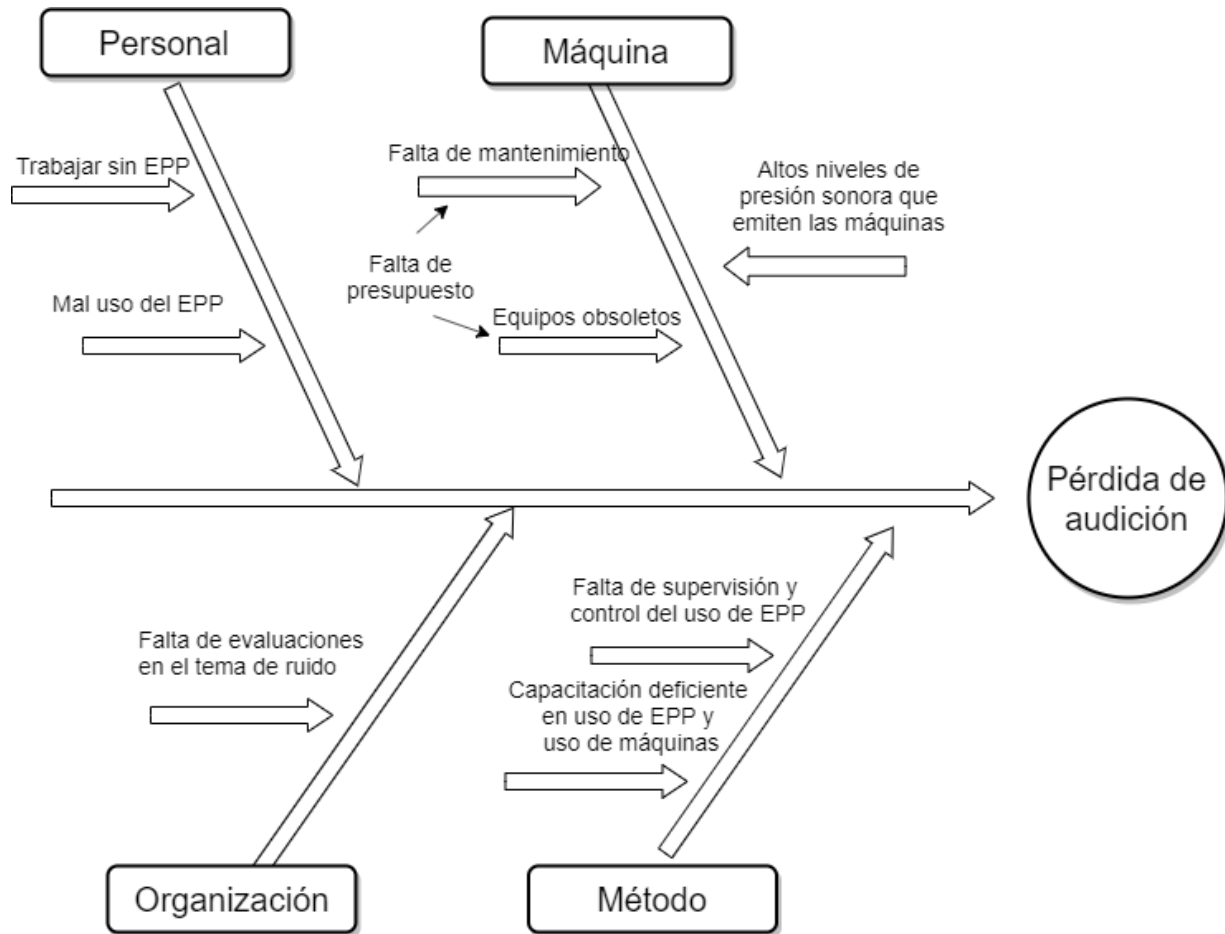 Personal
Máquina
Trabajar sin EPP
Falta de mantenimiento
Altos niveles de
presión sonora que
emiten las máquinas
Falta de
presupuesto
Mal uso del EPP
Equipos obsoletos
Pérdida de
audición
Falta de supervisión y
control del uso de EPP
Falta de evaluaciones
en el tema de ruido
Capacitación deficiente
en uso de EPP y
uso de máquinas
Organización
Método